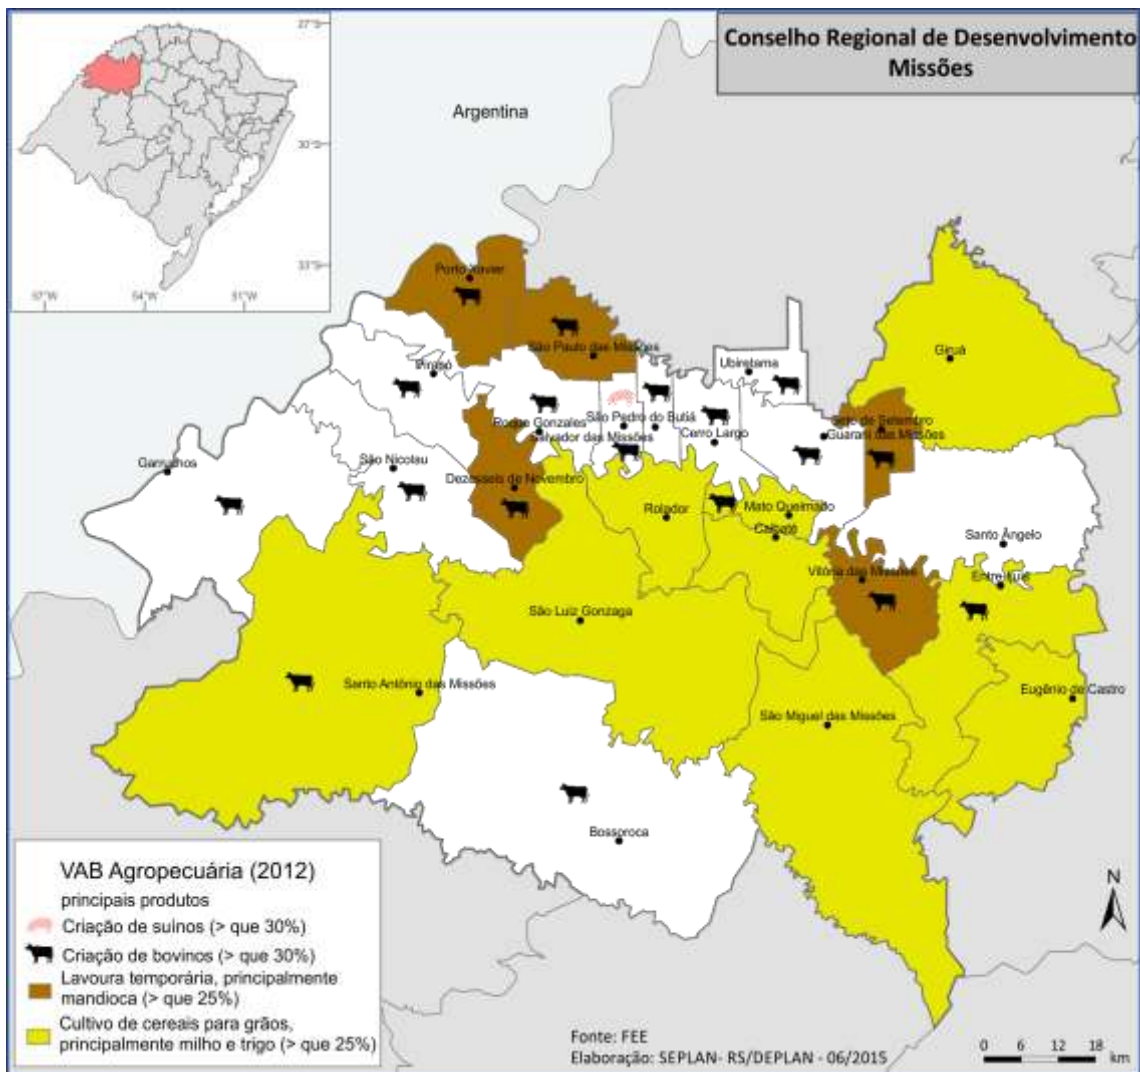 Conselho Regional de Desenvolvimento
Missões
27°S
30°S
33°S
57°W
54°W
51°W
Argentina
Porto Xavier
São Paulo das Missões
Giruá
Ubiretama
Pirapó
Sete de Setembro
São Pedro do Butiá
Roque Gonzales
Guarani das Missões
Salvador das Missões
Cerro Largo
Garruchos
São Nicolau
Dezesseis de Novembro
Rolador
Mato Queimado
Caibaté
Santo Ângelo
Vitória das Missões
Entre-Ijuís
São Luiz Gonzaga
Santo Antônio das Missões
Eugênio de Castro
São Miguel das Missões
Bossoroca
VAB Agropecuária (2012)
principais produtos
Criação de suínos (> que 30%)
Criação de bovinos (> que 30%)
Lavoura temporária, principalmente
mandioca (> que 25%)
Cultivo de cereais para grãos,
principalmente milho e trigo (> que 25%)
N
Fonte: FEE
Elaboração: SEPLAN- RS/DEPLAN - 06/2015
0 6 12 18
km